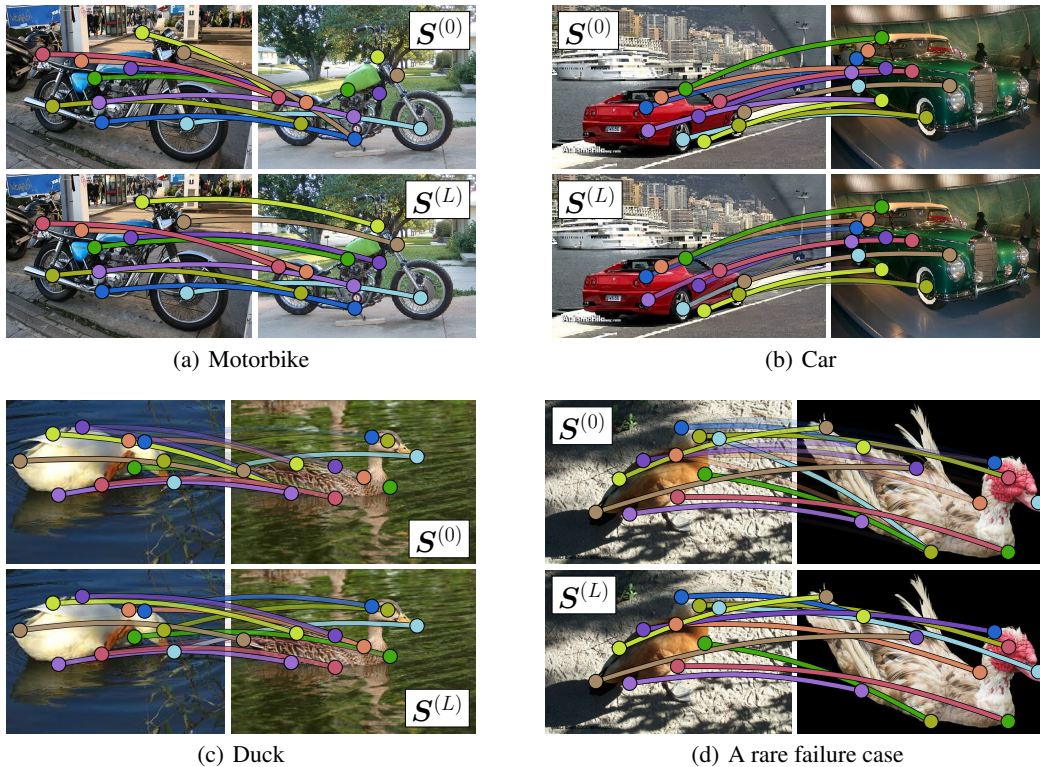 S^(0)
S^(L)
(a) Motorbike
S^(0)
S^(L)
(b) Car
S^(0)
S^(L)
(c) Duck
S^(0)
S^(L)
(d) A rare failure case